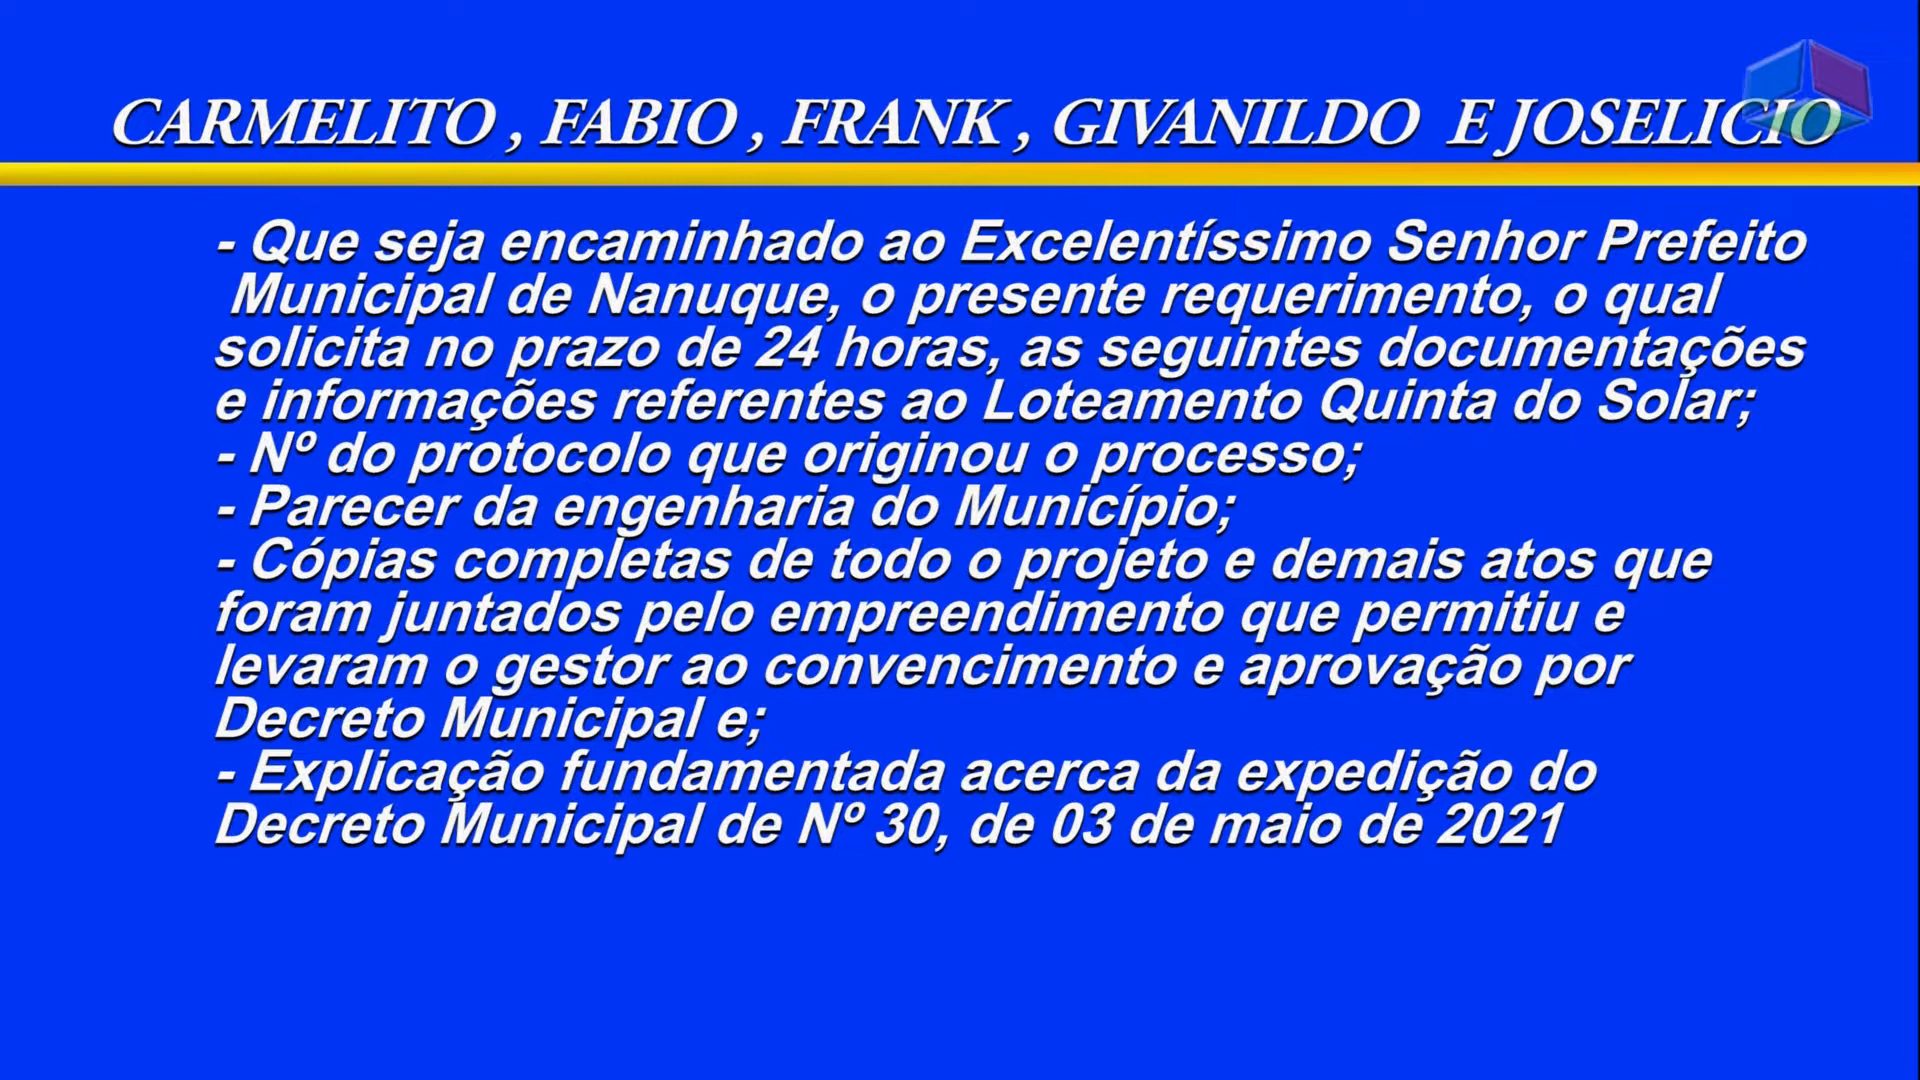 CARMELITO , FABIO , FRANK , GIVANILDO E JOSELICIO
- Que seja encaminhado ao Excelentíssimo Senhor Prefeito
Municipal de Nanuque, o presente requerimento, o qual
solicita no prazo de 24 horas, as seguintes documentações
e informações referentes ao Loteamento Quinta do Solar;
- Nº do protocolo que originou o processo;
- Parecer da engenharia do Município;
- Cópias completas de todo o projeto e demais atos que
foram juntados pelo empreendimento que permitiu e
levaram o gestor ao convencimento e aprovação por
Decreto Municipal e;
- Explicação fundamentada acerca da expedição do
Decreto Municipal de Nº 30, de 03 de maio de 2021